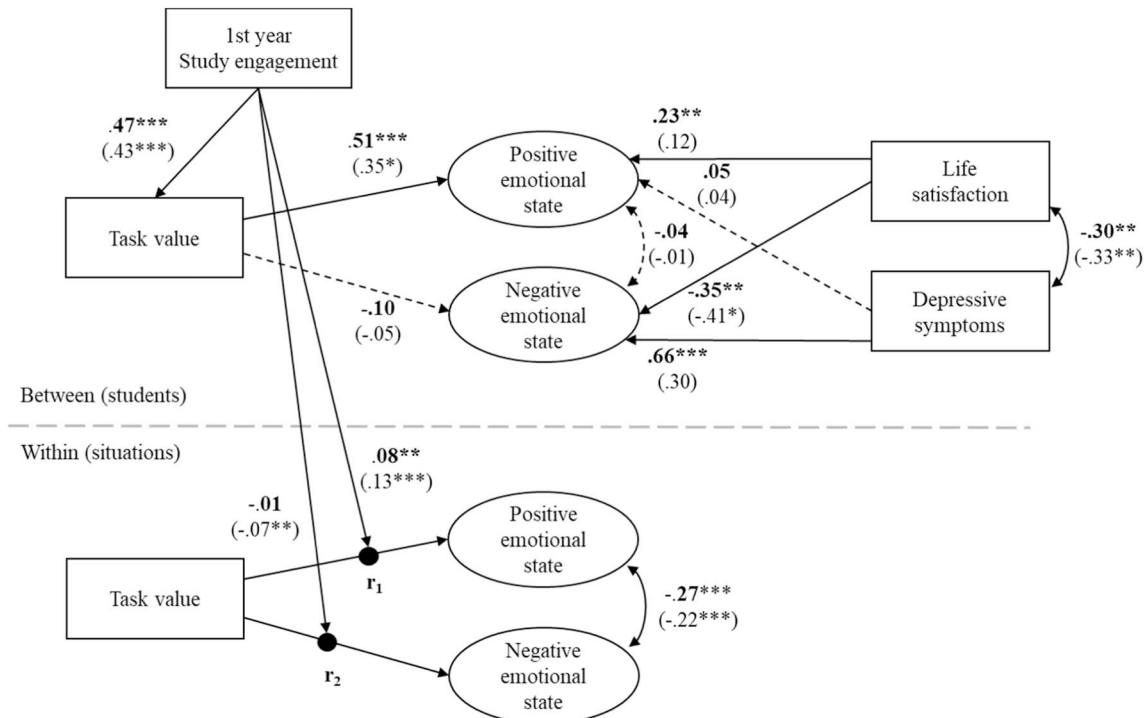 1st year
Study engagement
.47***
(.43***)
.51***
(.35*)
Positive
emotional
state
.23**
(.12)
.05
(.04)
Life
satisfaction
Task value
-.04
(-.01)
-.30**
(-.33**)
-.10
(-.05)
Negative
emotional
state
-.35**
(-.41*)
Depressive
symptoms
.66***
(.30)
Between (students)
Within (situations)
.08**
(.13***)
-.01
(-.07**)
Positive
emotional
state
r1
Task value
-.27***
(-.22***)
Negative
emotional
state
r2